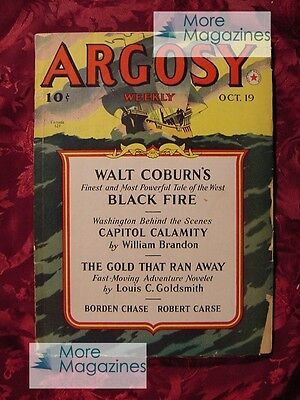 More
Magazines
ARGOSY
10¢ WEEKLY OCT. 19
WALT COBURN'S
Finest and Most Powerful Tale of the West
BLACK FIRE
Washington Behind the Scenes
CAPITOL CALAMITY
by William Brandon
THE GOLD THAT RAN AWAY
Fast-Moving Adventure Novelet
by Louis C. Goldsmith
BORDEN CHASE ROBERT CARSE
More
Magazines